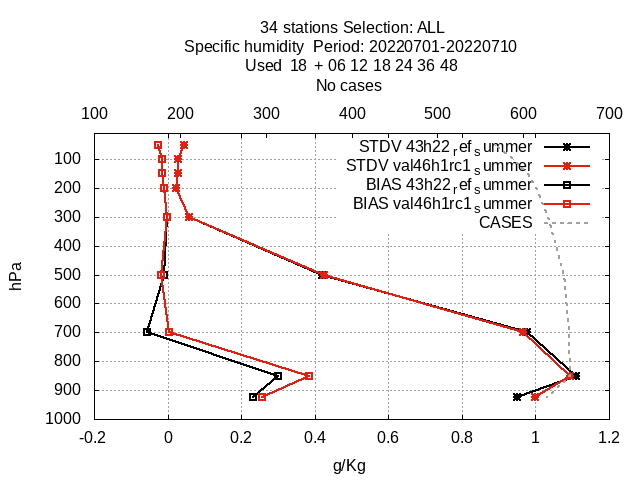 34 stations Selection: ALL
Specific humidity  Period: 20220701-20220710
Used  18  + 06 12 18 24 36 48
No cases
100 200 300 400 500 600 700
STDV 43h22_ref_summer
STDV val46h1rc1_summer
BIAS 43h22_ref_summer
BIAS val46h1rc1_summer
CASES
100
200
300
400
500
600
700
800
900
1000
hPa
-0.2 0 0.2 0.4 0.6 0.8 1 1.2
g/Kg